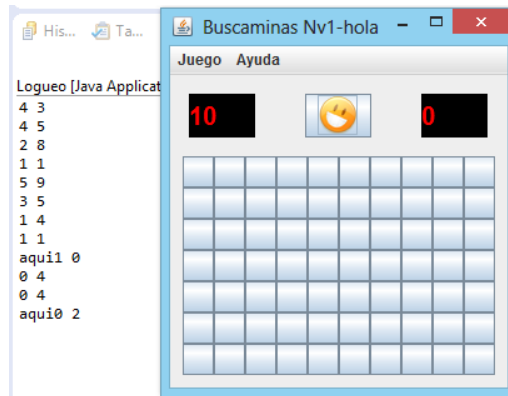 His... Ta...
Logueo [Java Applicat
4 3
4 5
2 8
1 1
5 9
3 5
1 4
1 1
aqui1 0
0 4
0 4
aqui0 2
Buscaminas Nv1-hola
Juego Ayuda
10 0